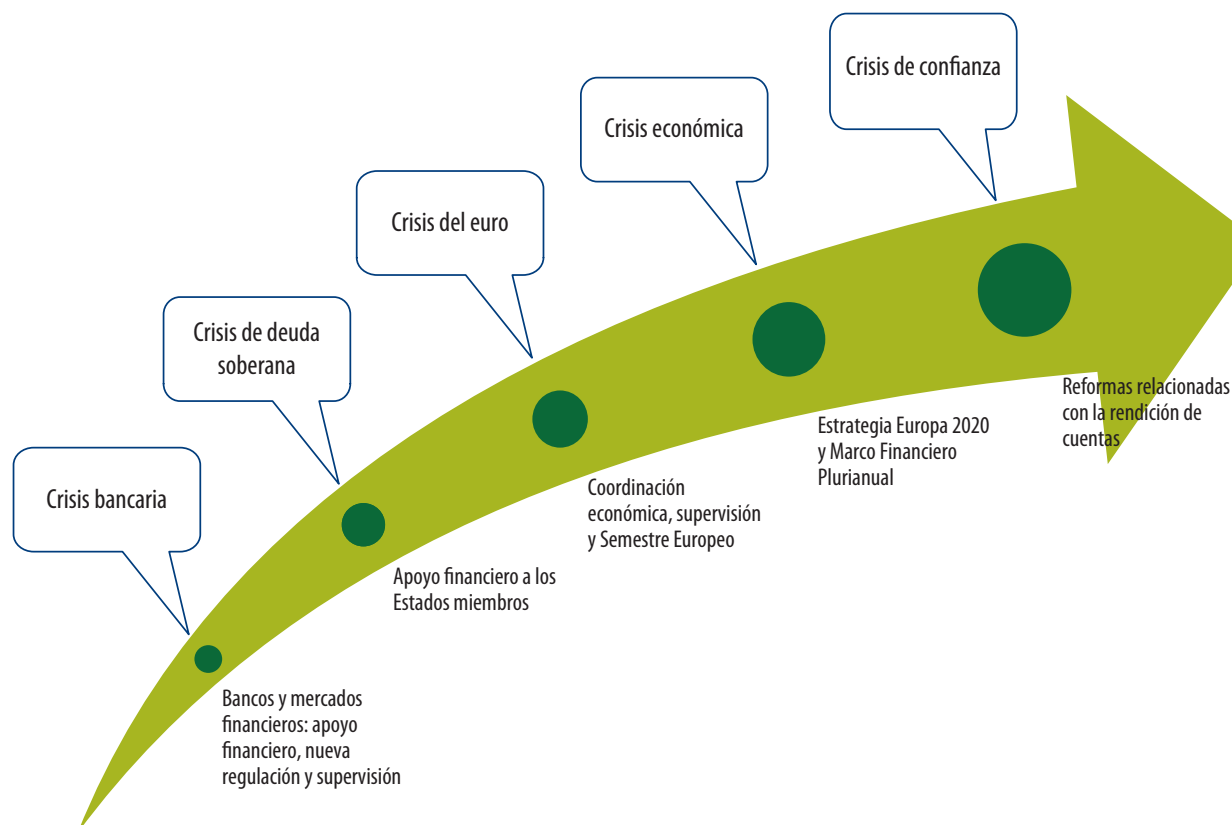 Crisis de confianza
Crisis económica
Crisis del euro
Crisis de deuda
soberana
Crisis bancaria
Bancos y mercados
financieros: apoyo
financiero, nueva
regulación y supervisión
Apoyo financiero a los
Estados miembros
Coordinación
económica, supervisión
y Semestre Europeo
Estrategia Europa 2020
y Marco Financiero
Plurianual
Reformas relacionadas
con la rendición de
cuentas